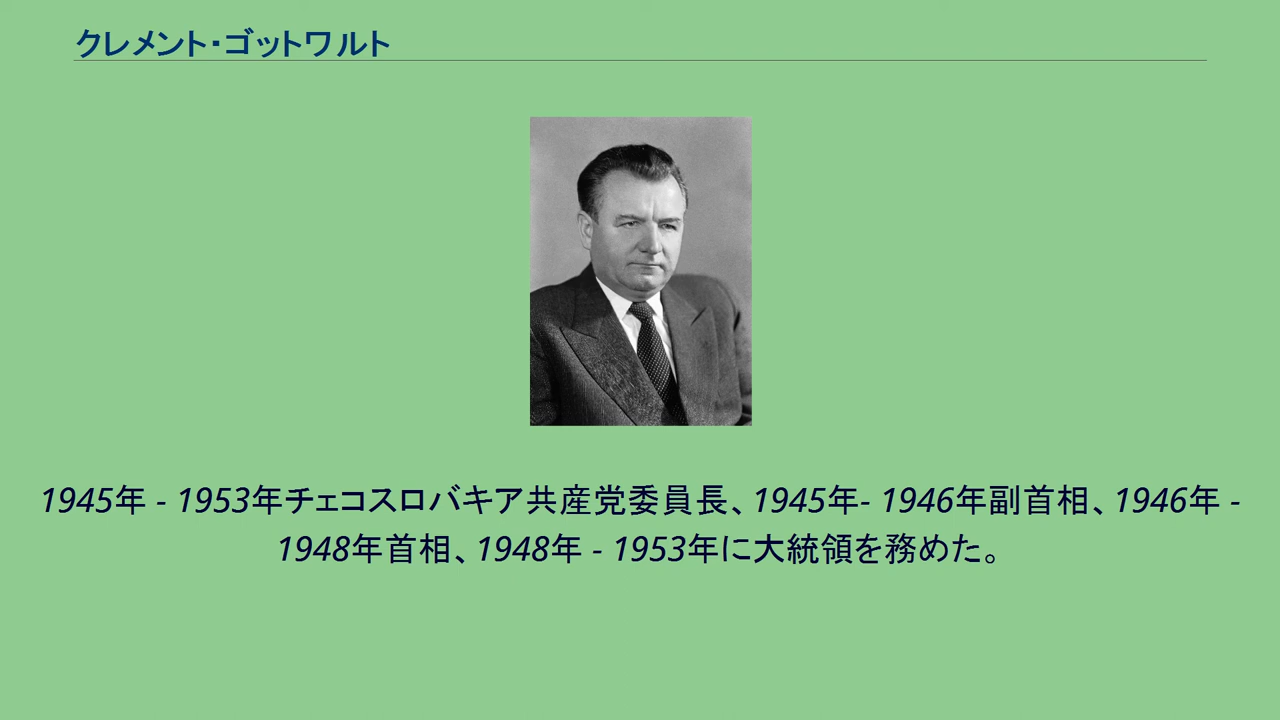 クレメント・ゴットワルト
1945年 - 1953年チェコスロバキア共産党委員長、1945年- 1946年副首相、1946年 -
1948年首相、1948年 - 1953年に大統領を務めた。